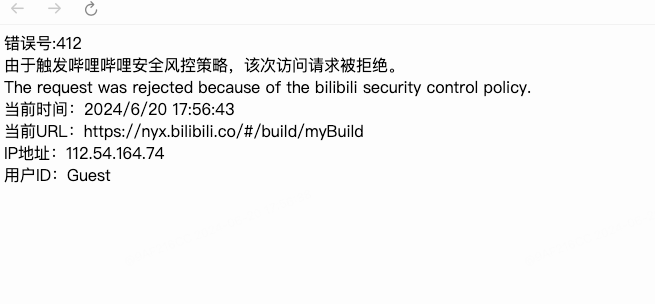 错误号:412
由于触发哔哩哔哩安全风控策略，该次访问请求被拒绝。
The request was rejected because of the bilibili security control policy.
当前时间：2024/6/20 17:56:43
当前URL：https://nyx.bilibili.co/#/build/myBuild
IP地址：112.54.164.74
用户ID：Guest